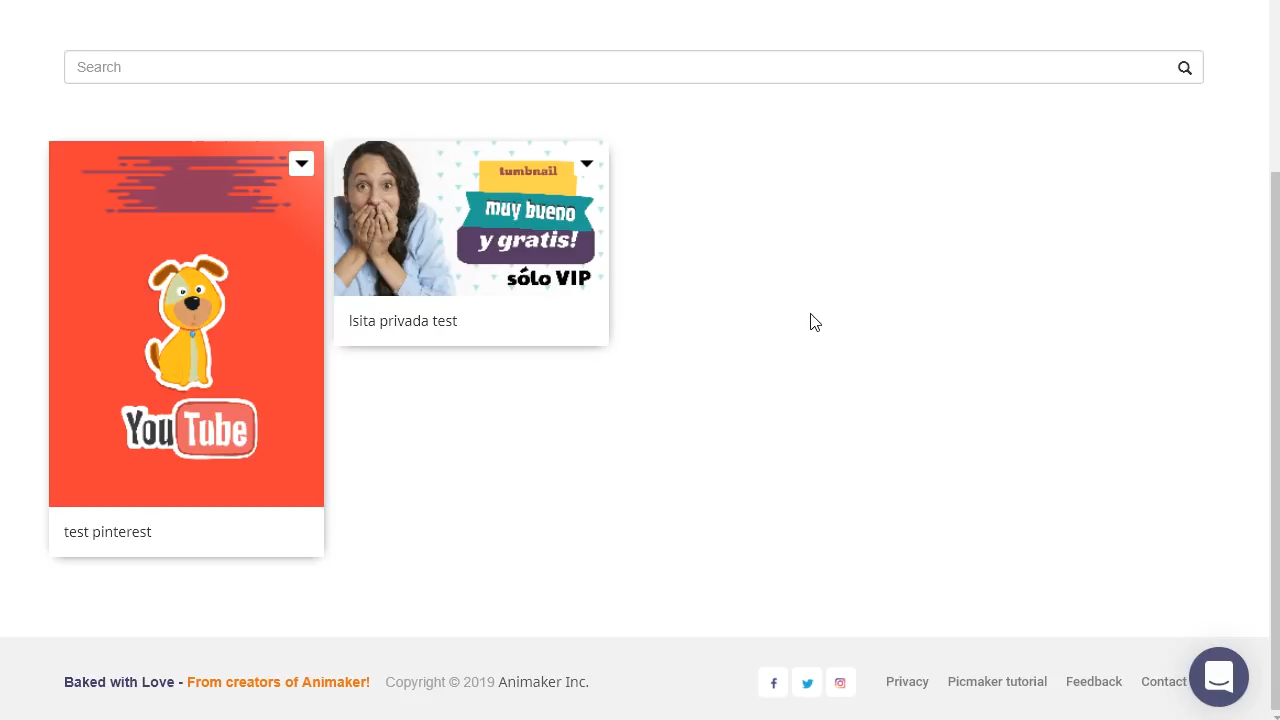 Search
tumbnail
muy bueno
y gratis!
sólo VIP
lsita privada test
YouTube
test pinterest
Baked with Love - From creators of Animaker! Copyright © 2019 Animaker Inc.
Privacy Picmaker tutorial Feedback Contact